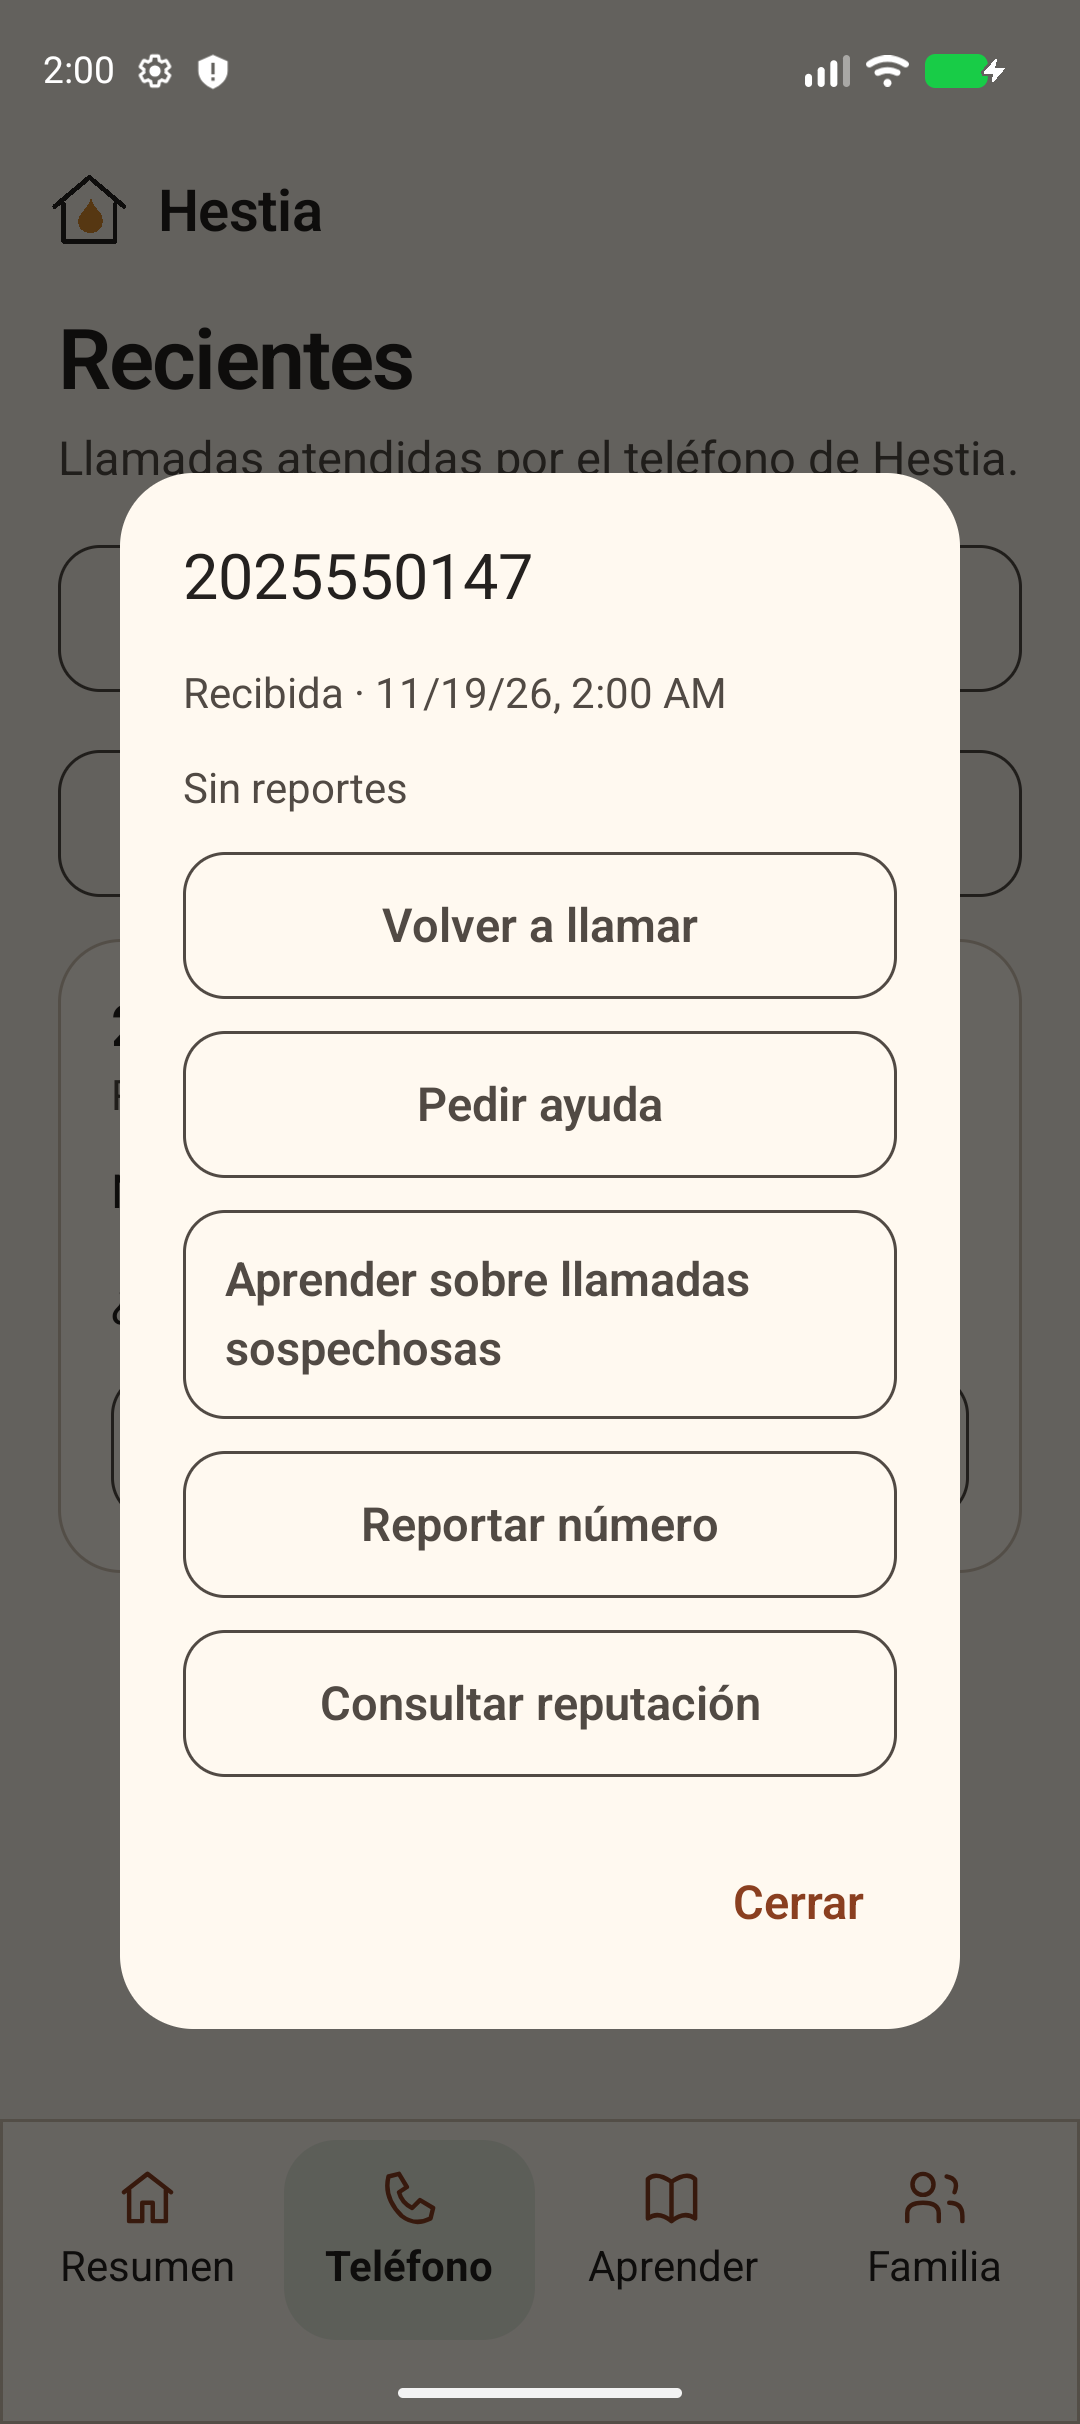 2:00
Hestia
Recientes
Llamadas atendidas por el teléfono de Hestia.
2025550147
Recibida · 11/19/26, 2:00 AM
Sin reportes
Volver a llamar
Pedir ayuda
Aprender sobre llamadas
sospechosas
Reportar número
Consultar reputación
Cerrar
Resumen
Teléfono
Aprender
Familia